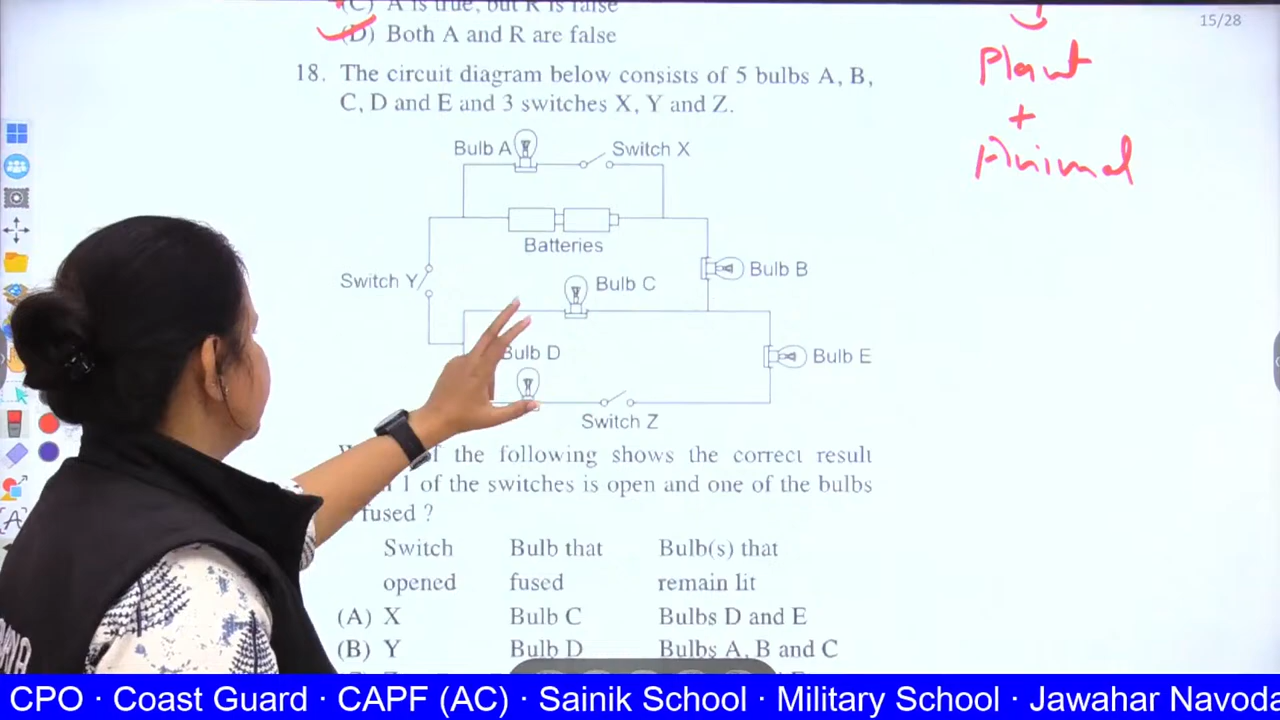 (C) A is true, but R is false
(D) Both A and R are false
15/28
Plant
+
Animal
18. The circuit diagram below consists of 5 bulbs A, B,
C, D and E and 3 switches X, Y and Z.
Bulb A
Switch X
Batteries
Bulb B
Switch Y
Bulb C
Bulb D
Bulb E
Switch Z
of the following shows the correct result
1 of the switches is open and one of the bulbs
fused ?
Switch Bulb that Bulb(s) that
opened fused remain lit
(A) X Bulb C Bulbs D and E
(B) Y Bulb D Bulbs A, B and C
CPO · Coast Guard · CAPF (AC) · Sainik School · Military School · Jawahar